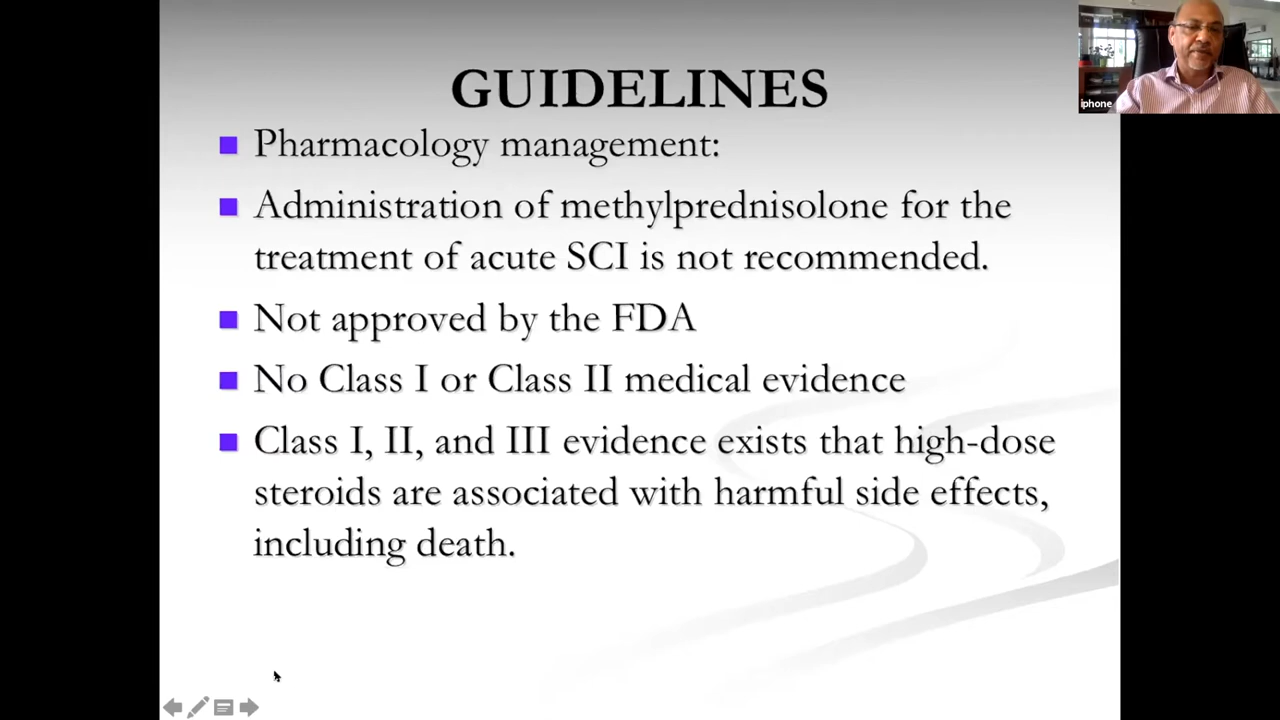 GUIDELINES
Pharmacology management:
Administration of methylprednisolone for the
treatment of acute SCI is not recommended.
Not approved by the FDA
No Class I or Class II medical evidence
Class I, II, and III evidence exists that high-dose
steroids are associated with harmful side effects,
including death.
iphone